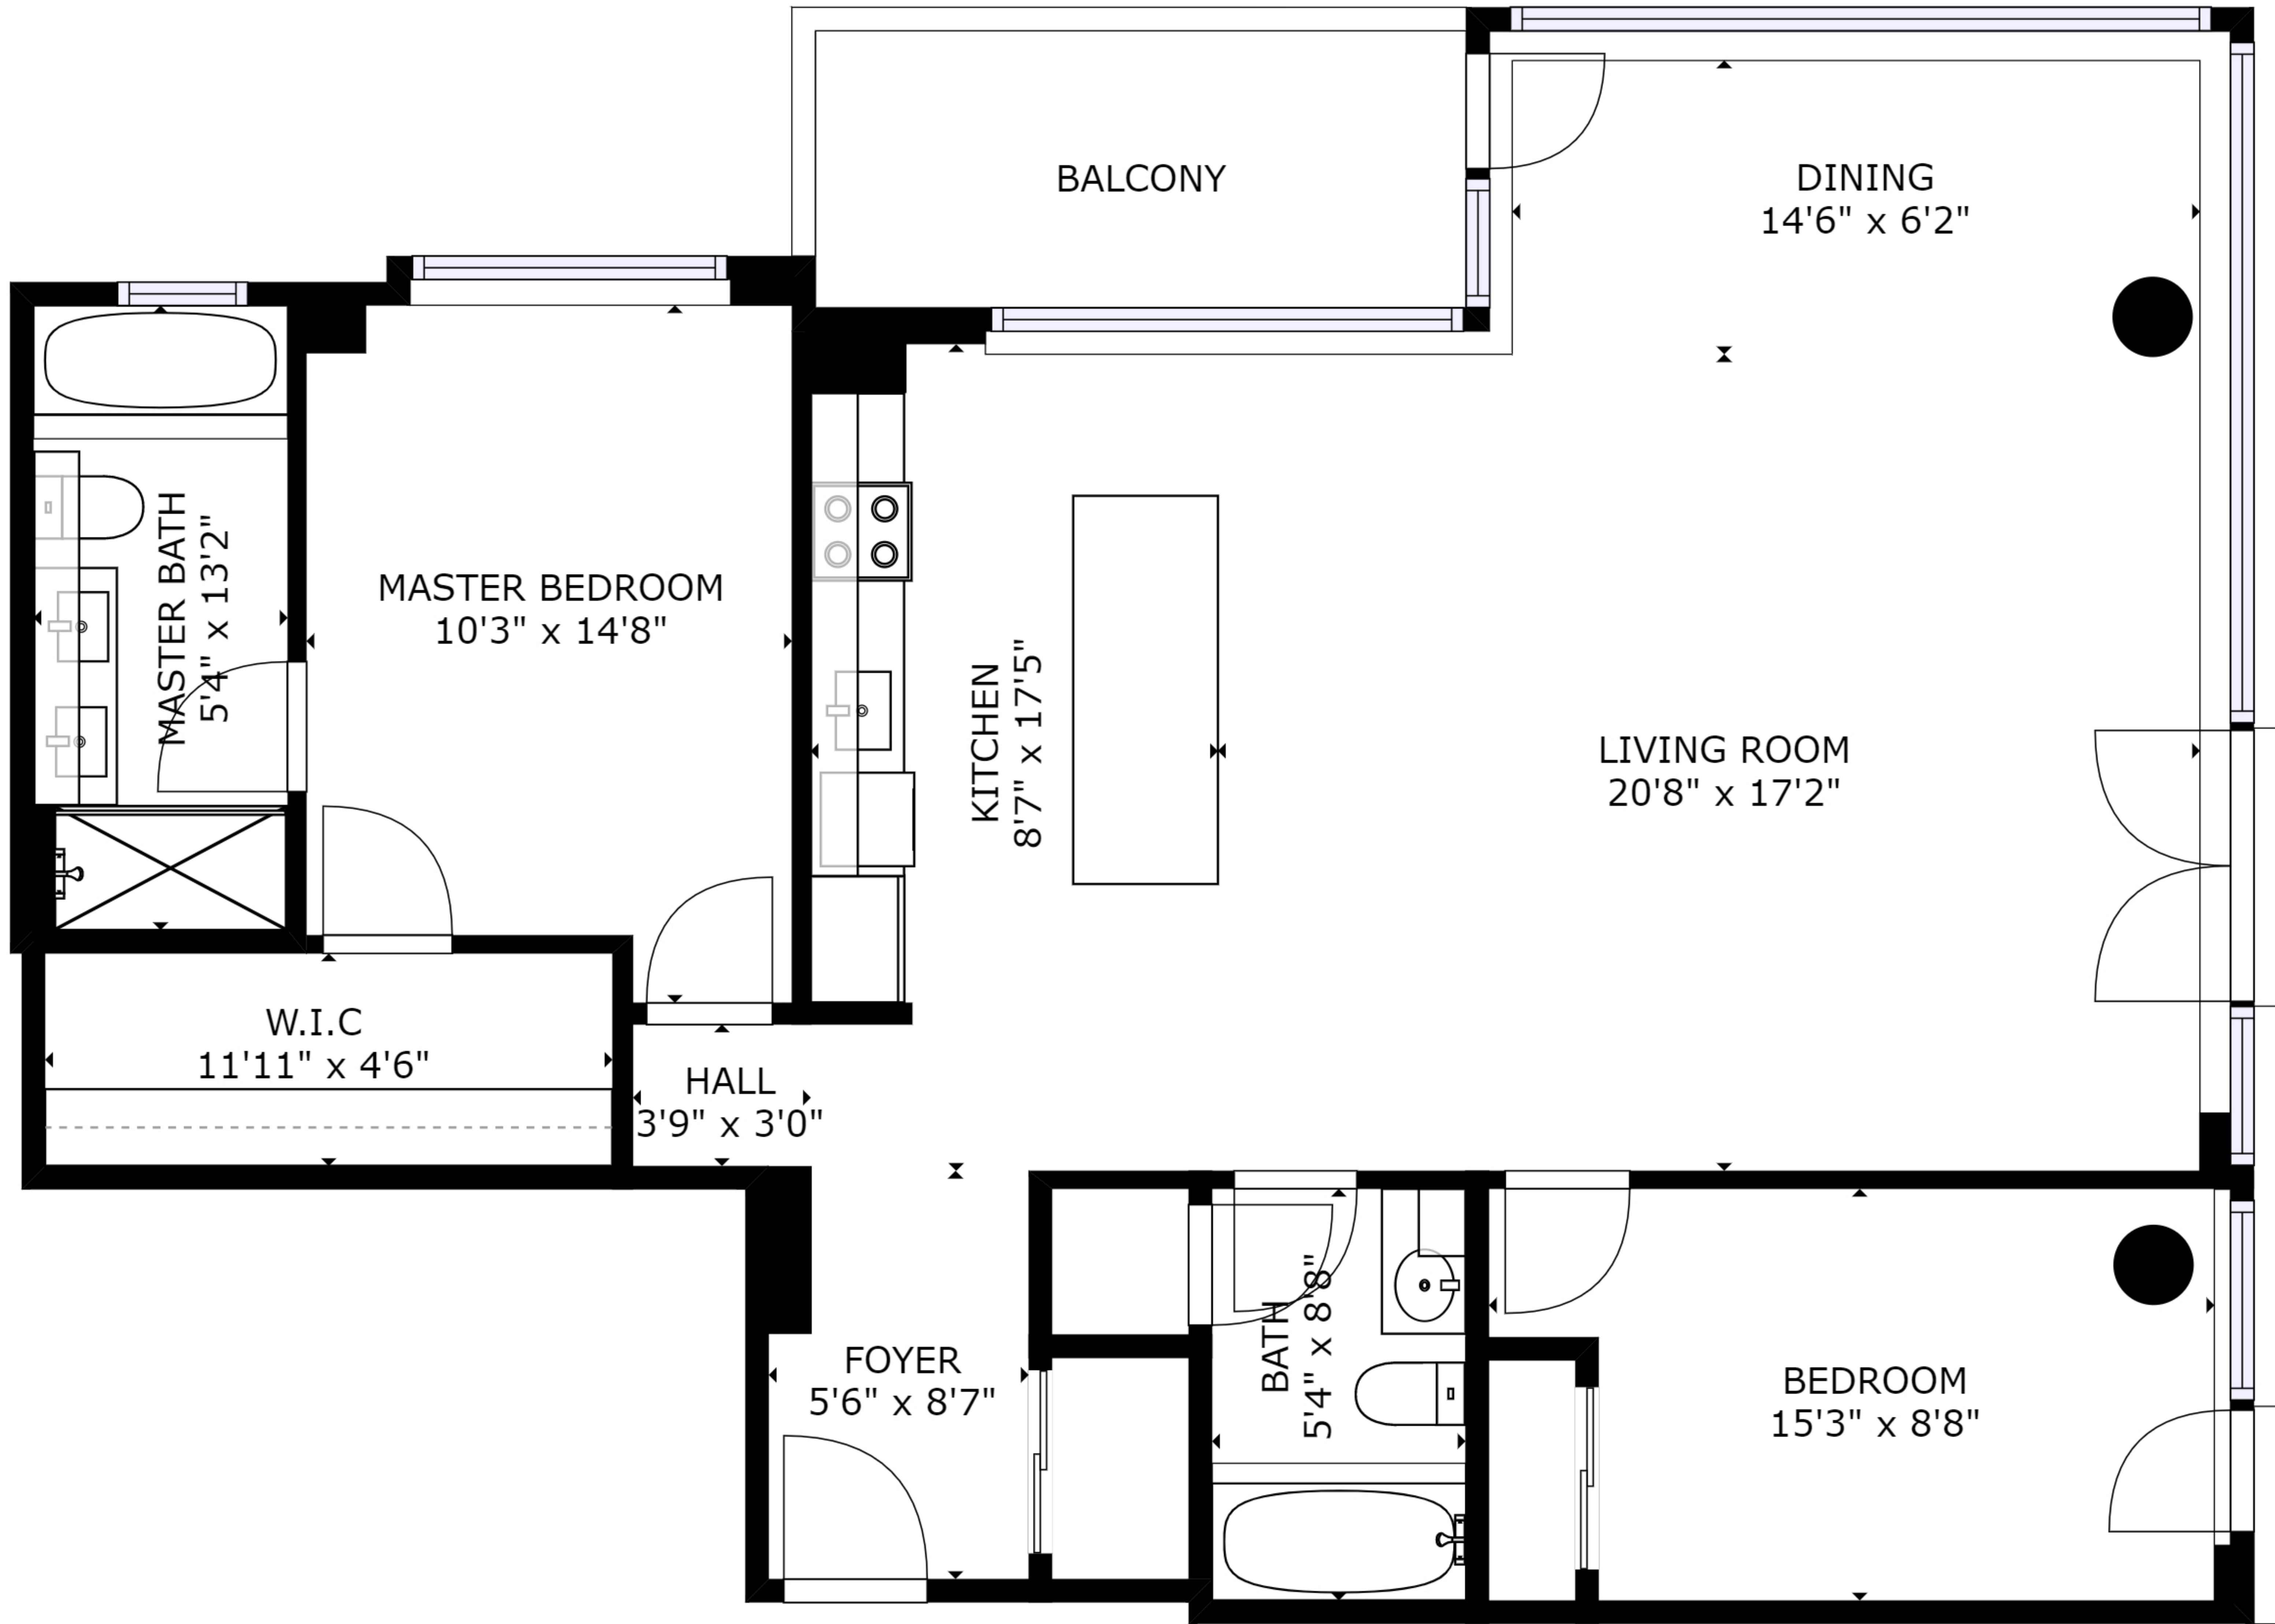 BALCONY
DINING
14'6" x 6'2"
MASTER BATH
5'4" x 13'2"
MASTER BEDROOM
10'3" x 14'8"
KITCHEN
8'7" x 17'5"
LIVING ROOM
20'8" x 17'2"
W.I.C
11'11" x 4'6"
HALL
3'9" x 3'0"
FOYER
5'6" x 8'7"
BATH
5'4" x 8'8"
BEDROOM
15'3" x 8'8"